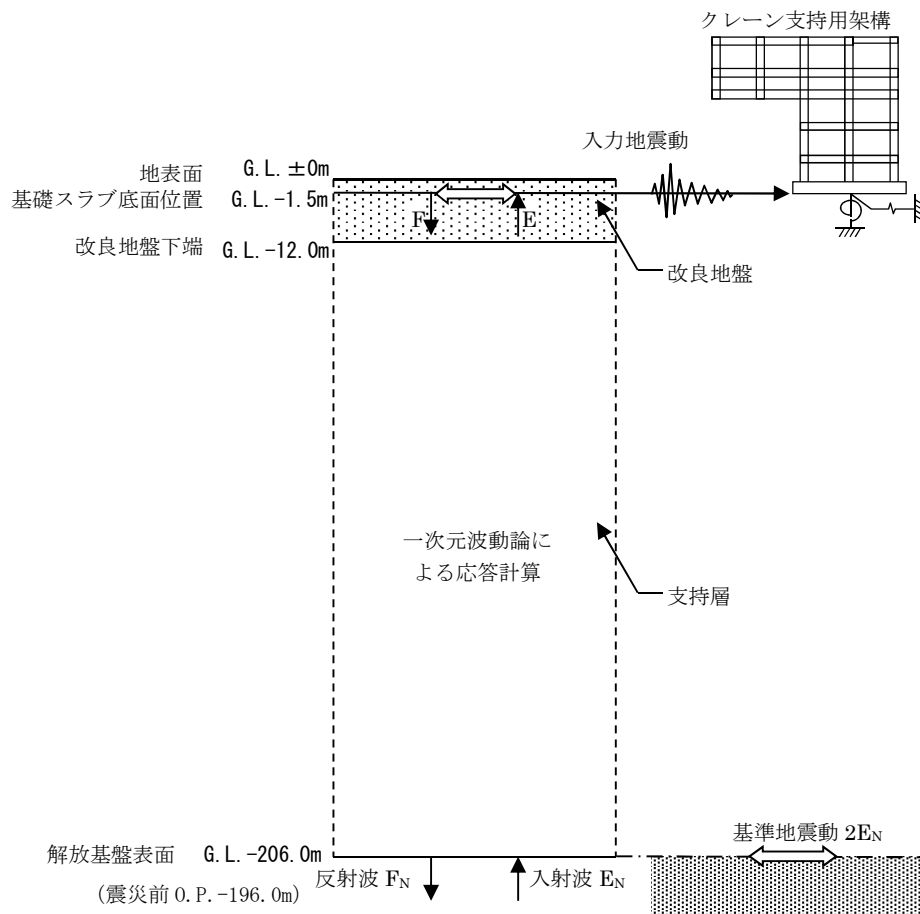 クレーン支持用架構
入力地震動
地表面 G.L.±0m
基礎スラブ底面位置 G.L.-1.5m
F E
改良地盤下端 G.L.-12.0m
改良地盤
一次元波動論に
よる応答計算
支持層
基準地震動 2EN
解放基盤表面 G.L.-206.0m
反射波 FN 入射波 EN
(震災前 O.P.-196.0m)